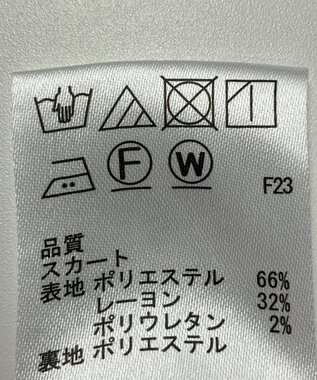 F W
F23
品質
スカート
表地 ポリエステル 66%
レーヨン 32%
ポリウレタン 2%
裏地 ポリエステル